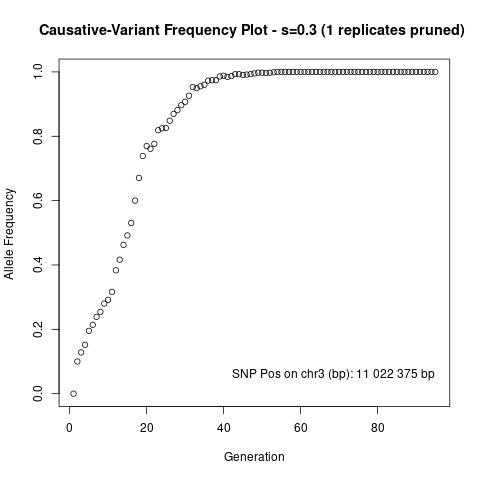 Causative-Variant Frequency Plot - s=0.3 (1 replicates pruned)
1.0
0.8
0.6
0.4
0.2
0.0
Allele Frequency
SNP Pos on chr3 (bp): 11 022 375 bp
0 20 40 60 80
Generation